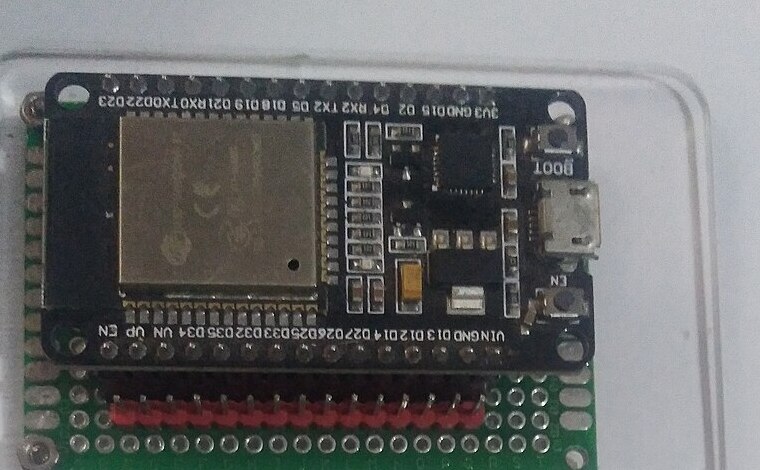 D23 D22 TX0 RX0 D21 D19 D18 D5 TX2 RX2 D4 D2 D15 GND 3V3
BOOT
CE
EN
EN VP VN D34 D35 D32 D33 D25 D26 D27 D14 D12 D13 GND VIN